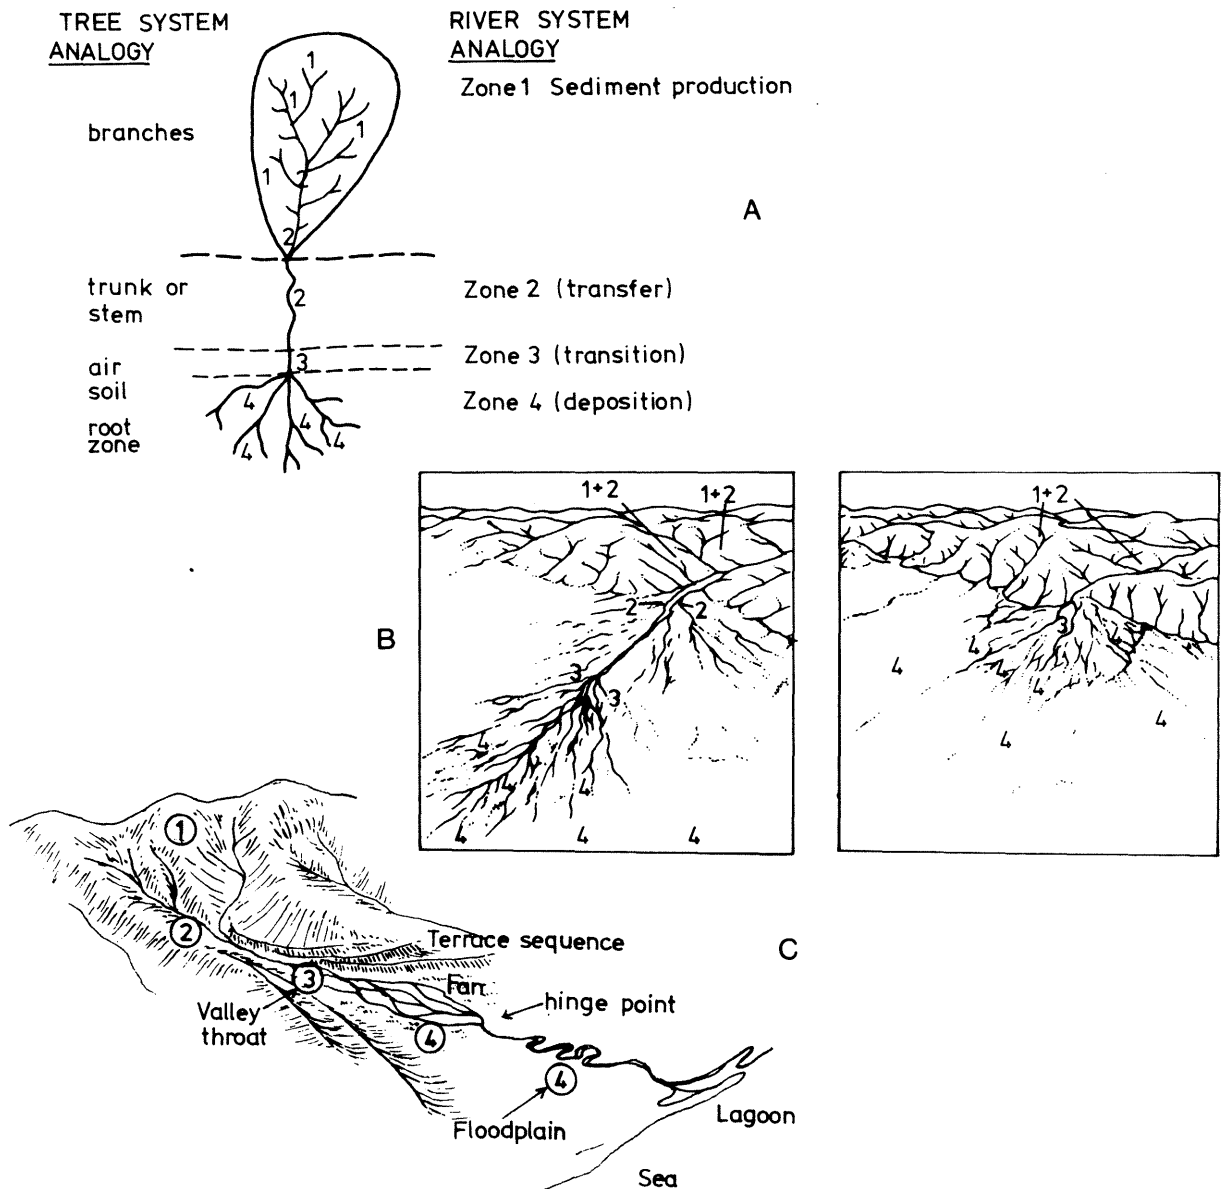 TREE SYSTEM
ANALOGY
RIVER SYSTEM
ANALOGY
Zone 1 Sediment production
branches
1
1
1
1
2
2
A
trunk or
stem
2
Zone 2 (transfer)
air
soil
3
Zone 3 (transition)
root
zone
4
4
4
4
Zone 4 (deposition)
B
1+2
1+2
2
2
3
3
4
4
4
4
4
4
1+2
3
4
4
4
4
4
4
4
C
1
2
Terrace sequence
3
Fan
Valley
throat
hinge point
4
4
Floodplain
Lagoon
Sea